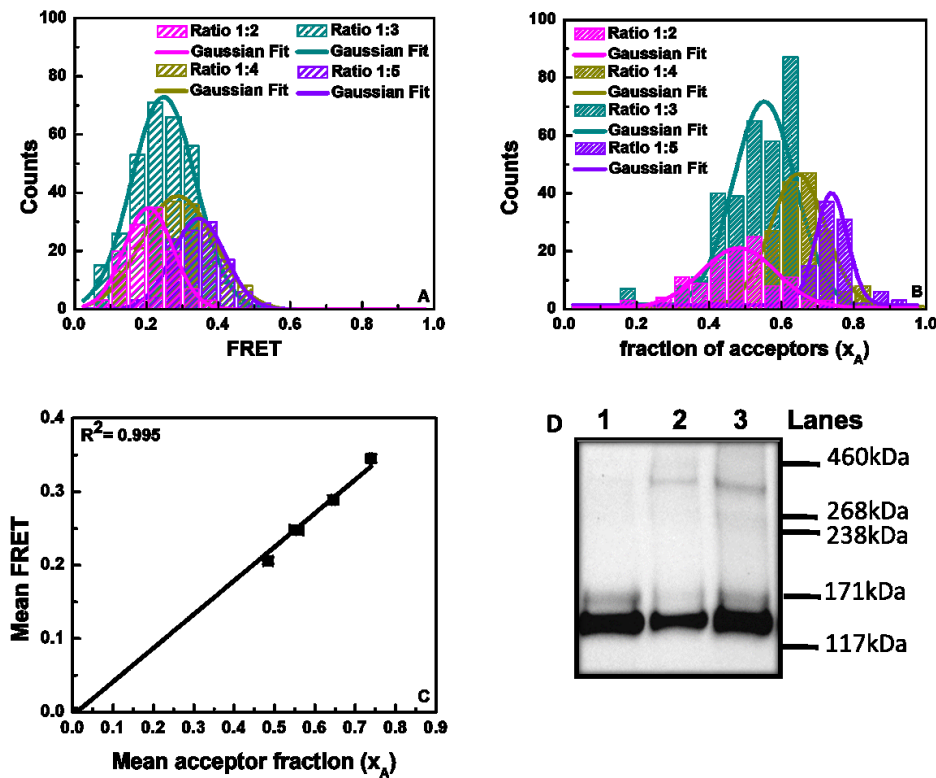 100
80
60
40
20
0
Counts
Ratio 1:2 Ratio 1:3
Gaussian Fit Gaussian Fit
Ratio 1:4 Ratio 1:5
Gaussian Fit Gaussian Fit
A
0.0 0.2 0.4 0.6 0.8 1.0
FRET
100
80
60
40
20
0
Counts
Ratio 1:2
Gaussian Fit
Ratio 1:4
Gaussian Fit
Ratio 1:3
Gaussian Fit
Ratio 1:5
Gaussian Fit
B
0.0 0.2 0.4 0.6 0.8 1.0
fraction of acceptors (xA)
0.4
0.3
0.2
0.1
0.0
Mean FRET
R2= 0.995
C
0.0 0.1 0.2 0.3 0.4 0.5 0.6 0.7 0.8 0.9
Mean acceptor fraction (xA)
D 1 2 3 Lanes
460kDa
268kDa
238kDa
171kDa
117kDa